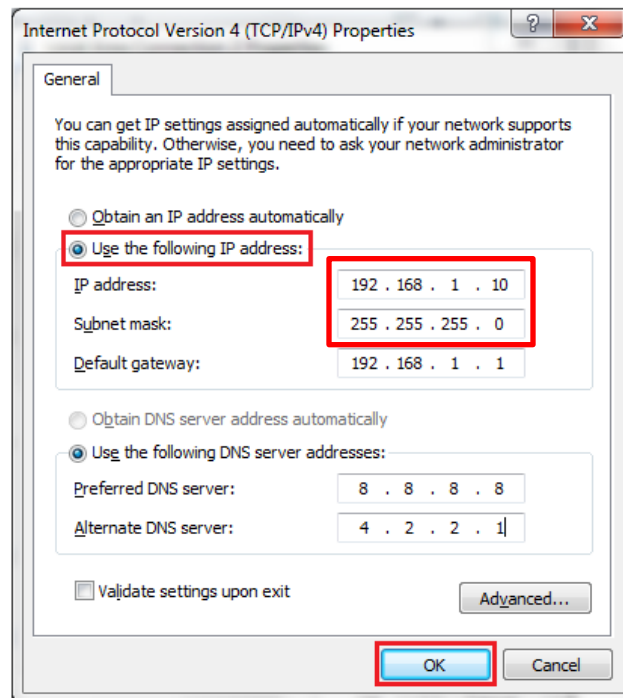 Internet Protocol Version 4 (TCP/IPv4) Properties
General
You can get IP settings assigned automatically if your network supports
this capability. Otherwise, you need to ask your network administrator
for the appropriate IP settings.
Obtain an IP address automatically
Use the following IP address:
IP address: 192 . 168 . 1 . 10
Subnet mask: 255 . 255 . 255 . 0
Default gateway: 192 . 168 . 1 . 1
Obtain DNS server address automatically
Use the following DNS server addresses:
Preferred DNS server: 8 . 8 . 8 . 8
Alternate DNS server: 4 . 2 . 2 . 1
Validate settings upon exit
Advanced...
OK Cancel